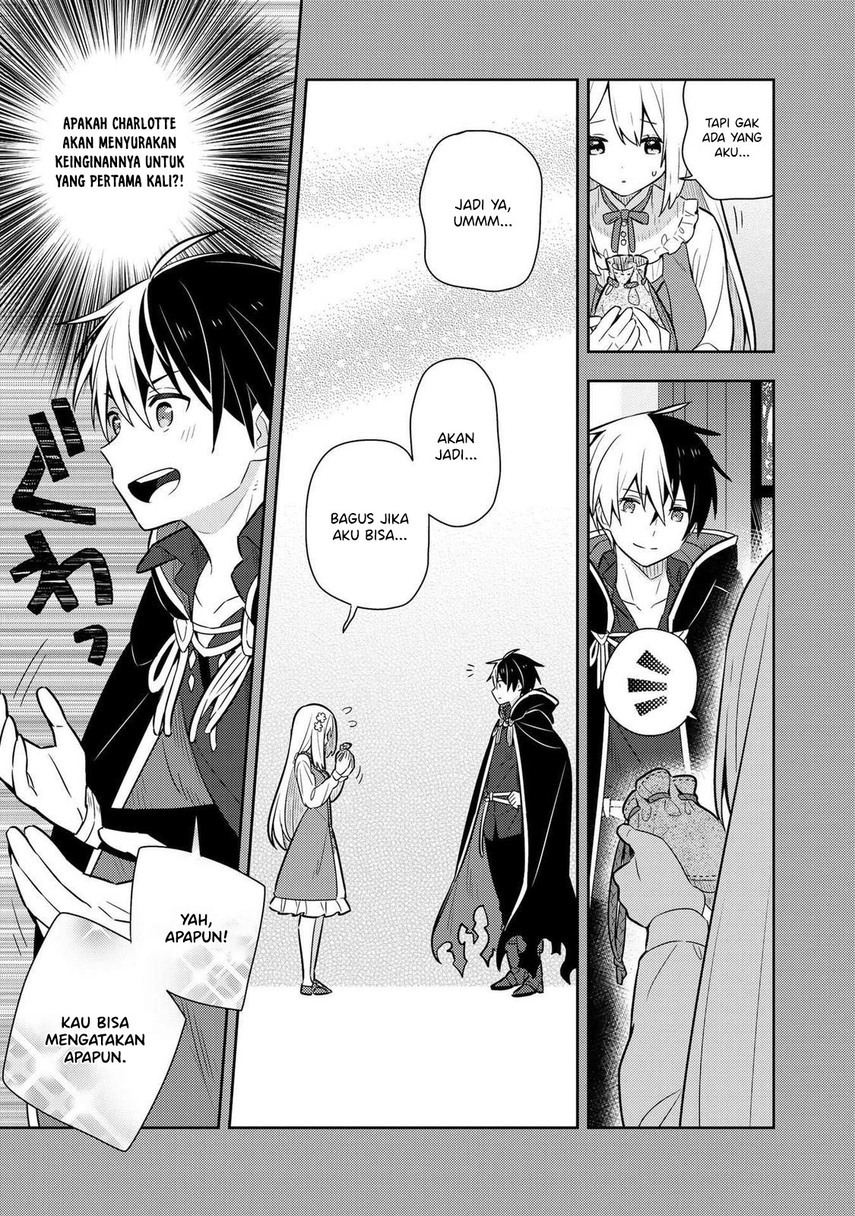 TAPI GAK
ADA YANG
AKU...
JADI YA,
UMMM...
AKAN
JADI...
BAGUS JIKA
AKU BISA...
APAKAH CHARLOTTE
AKAN MENYURAKAN
KEINGINANNYA UNTUK
YANG PERTAMA KALI?!
ぐわっ
YAH,
APAPUN!
KAU BISA
MENGATAKAN
APAPUN.